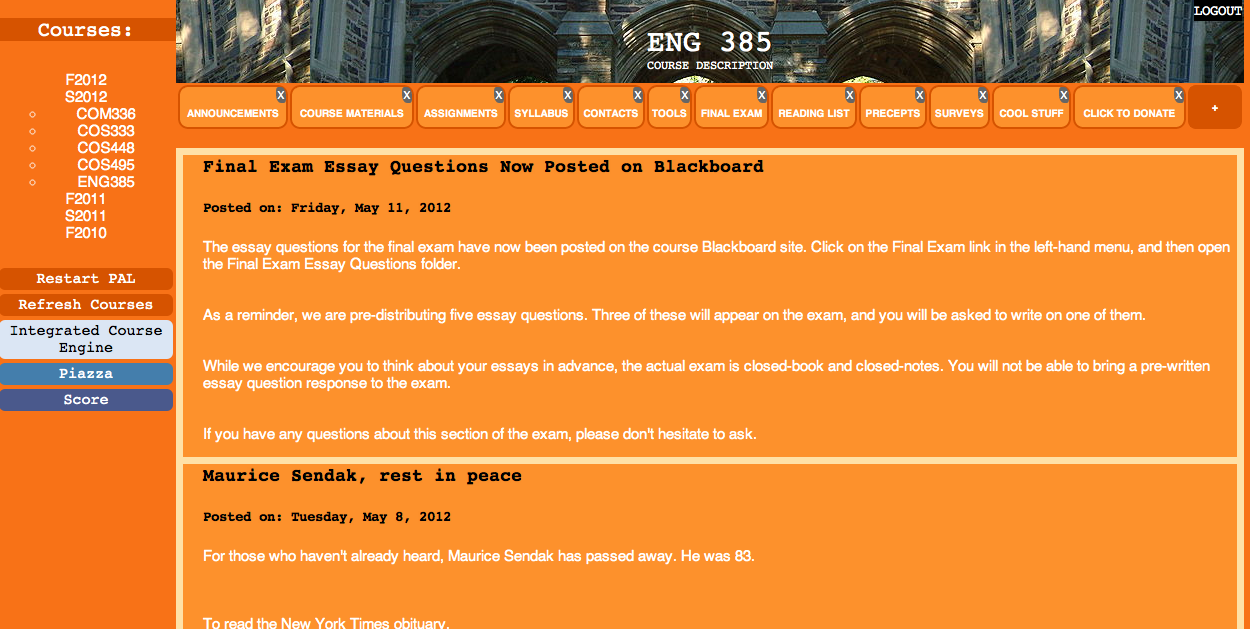 Courses:
F2012
S2012
COM336
COS333
COS448
COS495
ENG385
F2011
S2011
F2010
Restart PAL
Refresh Courses
Integrated Course
Engine
Piazza
Score
LOGOUT
ENG 385
COURSE DESCRIPTION
X X X X X X X X X X X X
ANNOUNCEMENTS COURSE MATERIALS ASSIGNMENTS SYLLABUS CONTACTS TOOLS FINAL EXAM READING LIST PRECEPTS SURVEYS COOL STUFF CLICK TO DONATE +
Final Exam Essay Questions Now Posted on Blackboard
Posted on: Friday, May 11, 2012
The essay questions for the final exam have now been posted on the course Blackboard site. Click on the Final Exam link in the left-hand menu, and then open
the Final Exam Essay Questions folder.
As a reminder, we are pre-distributing five essay questions. Three of these will appear on the exam, and you will be asked to write on one of them.
While we encourage you to think about your essays in advance, the actual exam is closed-book and closed-notes. You will not be able to bring a pre-written
essay question response to the exam.
If you have any questions about this section of the exam, please don't hesitate to ask.
Maurice Sendak, rest in peace
Posted on: Tuesday, May 8, 2012
For those who haven't already heard, Maurice Sendak has passed away. He was 83.
To read the New York Times obituary,